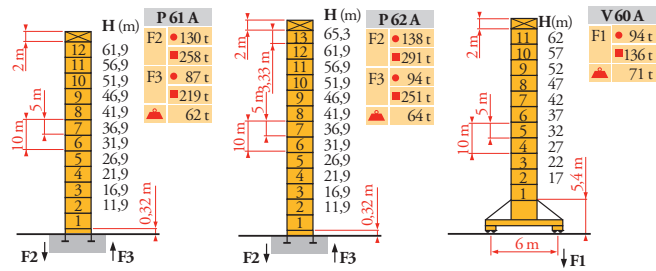 P 61 A
F2 ● 130 t
■ 258 t
F3 ● 87 t
■ 219 t
62 t
H (m)
12 61,9
11 56,9
10 51,9
9 46,9
8 41,9
7 36,9
6 31,9
5 26,9
4 21,9
3 16,9
2 11,9
1
2 m
5 m
10 m
0,32 m
F2 F3
P 62 A
F2 ● 138 t
■ 291 t
F3 ● 94 t
■ 251 t
64 t
H (m)
13 65,3
12 61,9
11 56,9
10 51,9
9 46,9
8 41,9
7 36,9
6 31,9
5 26,9
4 21,9
3 16,9
2 11,9
1
2 m
3,33 m
5 m
10 m
0,32 m
F2 F3
V 60 A
F1 ● 94 t
■ 136 t
71 t
H(m)
11 62
10 57
9 52
8 47
7 42
6 37
5 32
4 27
3 22
2 17
1
2 m
5 m
10 m
5,4 m
6 m
F1